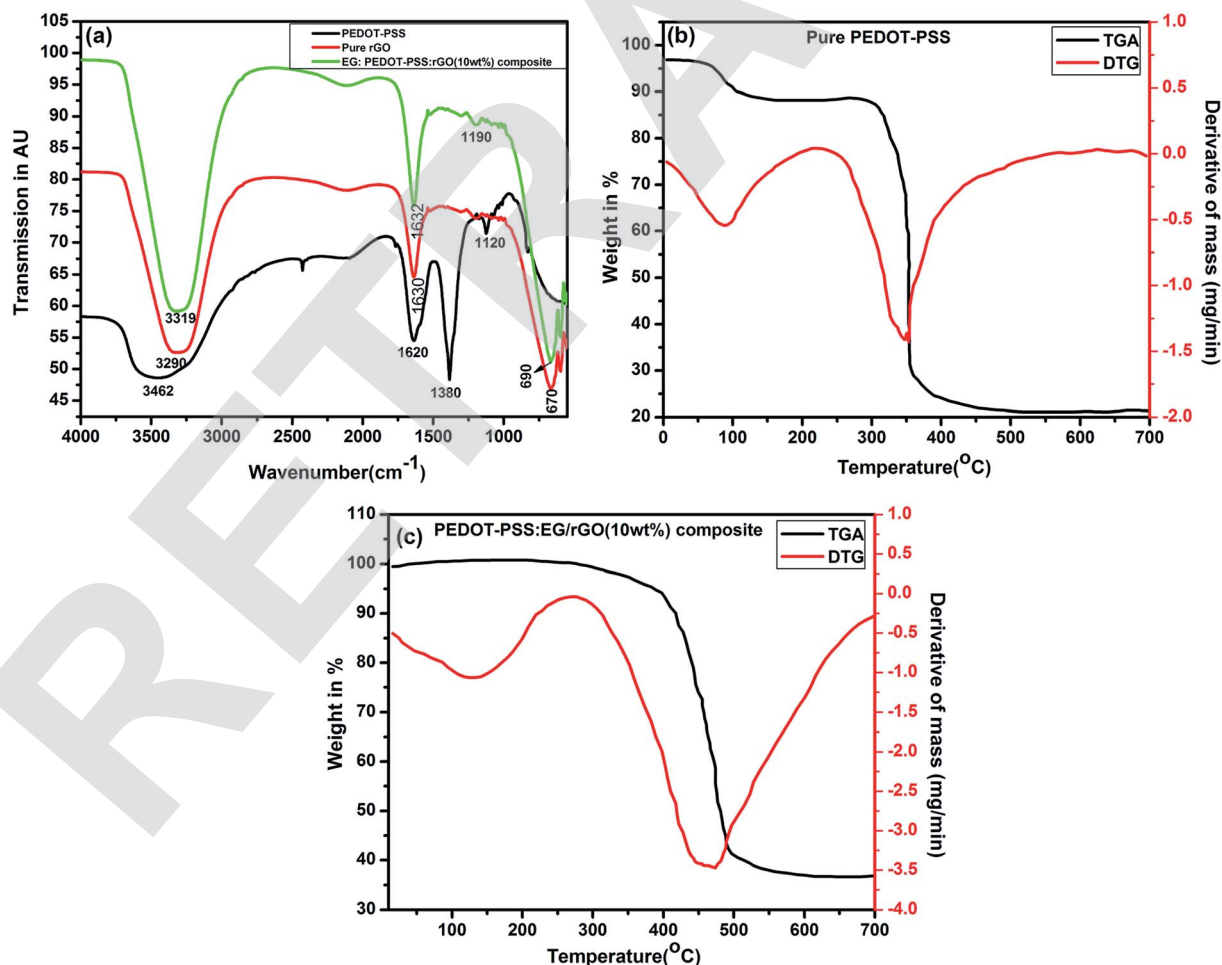 (a)
PEDOT-PSS
Pure rGO
EG: PEDOT-PSS:rGO(10wt%) composite
Transmission in AU
105
100
95
90
85
80
75
70
65
60
55
50
45
3319
3290
3462
1632
1630
1620
1380
1190
1120
690
670
4000 3500 3000 2500 2000 1500 1000
Wavenumber(cm⁻¹)
(b)
Pure PEDOT-PSS
TGA
DTG
Weight in %
100
90
80
70
60
50
40
30
20
1.0
0.5
0.0
-0.5
-1.0
-1.5
-2.0
Derivative of mass (mg/min)
0 100 200 300 400 500 600 700
Temperature(°C)
(c)
PEDOT-PSS:EG/rGO(10wt%) composite
TGA
DTG
Weight in %
110
100
90
80
70
60
50
40
30
1.0
0.5
0.0
-0.5
-1.0
-1.5
-2.0
-2.5
-3.0
-3.5
-4.0
Derivative of mass (mg/min)
100 200 300 400 500 600 700
Temperature(°C)
RETRA